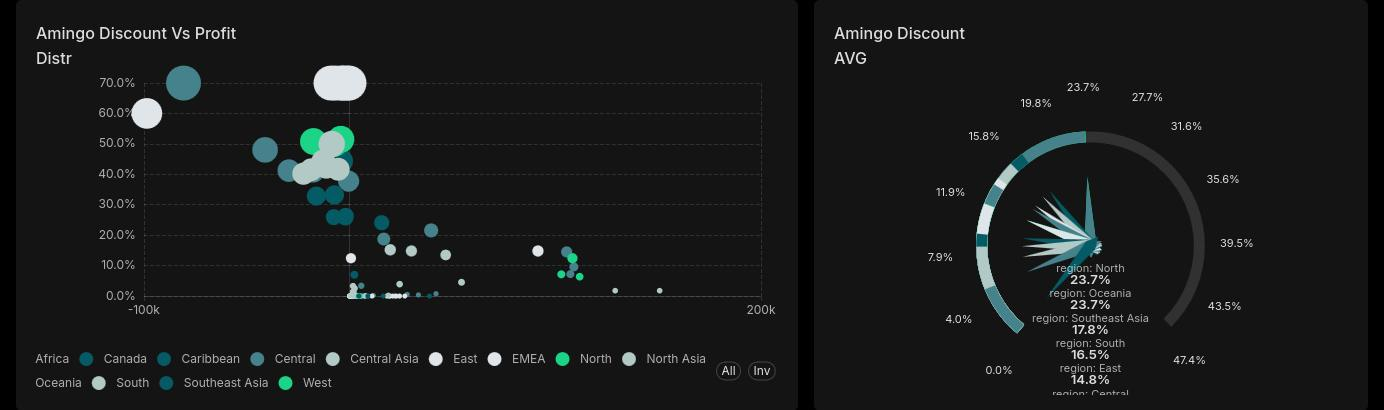 Amingo Discount Vs Profit
Distr
70.0%
60.0%
50.0%
40.0%
30.0%
20.0%
10.0%
0.0%
-100k
200k
Africa Canada Caribbean Central Central Asia East EMEA North North Asia
Oceania South Southeast Asia West
All Inv
Amingo Discount
AVG
23.7%
27.7%
19.8%
31.6%
15.8%
35.6%
11.9%
39.5%
7.9%
43.5%
4.0%
47.4%
0.0%
region: North
23.7%
region: Oceania
23.7%
region: Southeast Asia
17.8%
region: South
16.5%
region: East
14.8%
region: Central